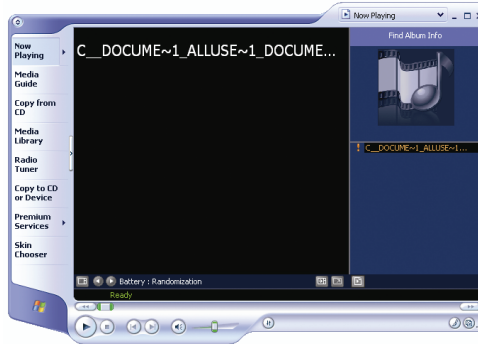 Now Playing
Find Album Info
Now
Playing
Media
Guide
Copy from
CD
Media
Library
Radio
Tuner
Copy to CD
or Device
Premium
Services
Skin
Chooser
C__DOCUME~1_ALLUSE~1_DOCUME...
! C__DOCUME~1_ALLUSE~1...
Battery : Randomization
Ready